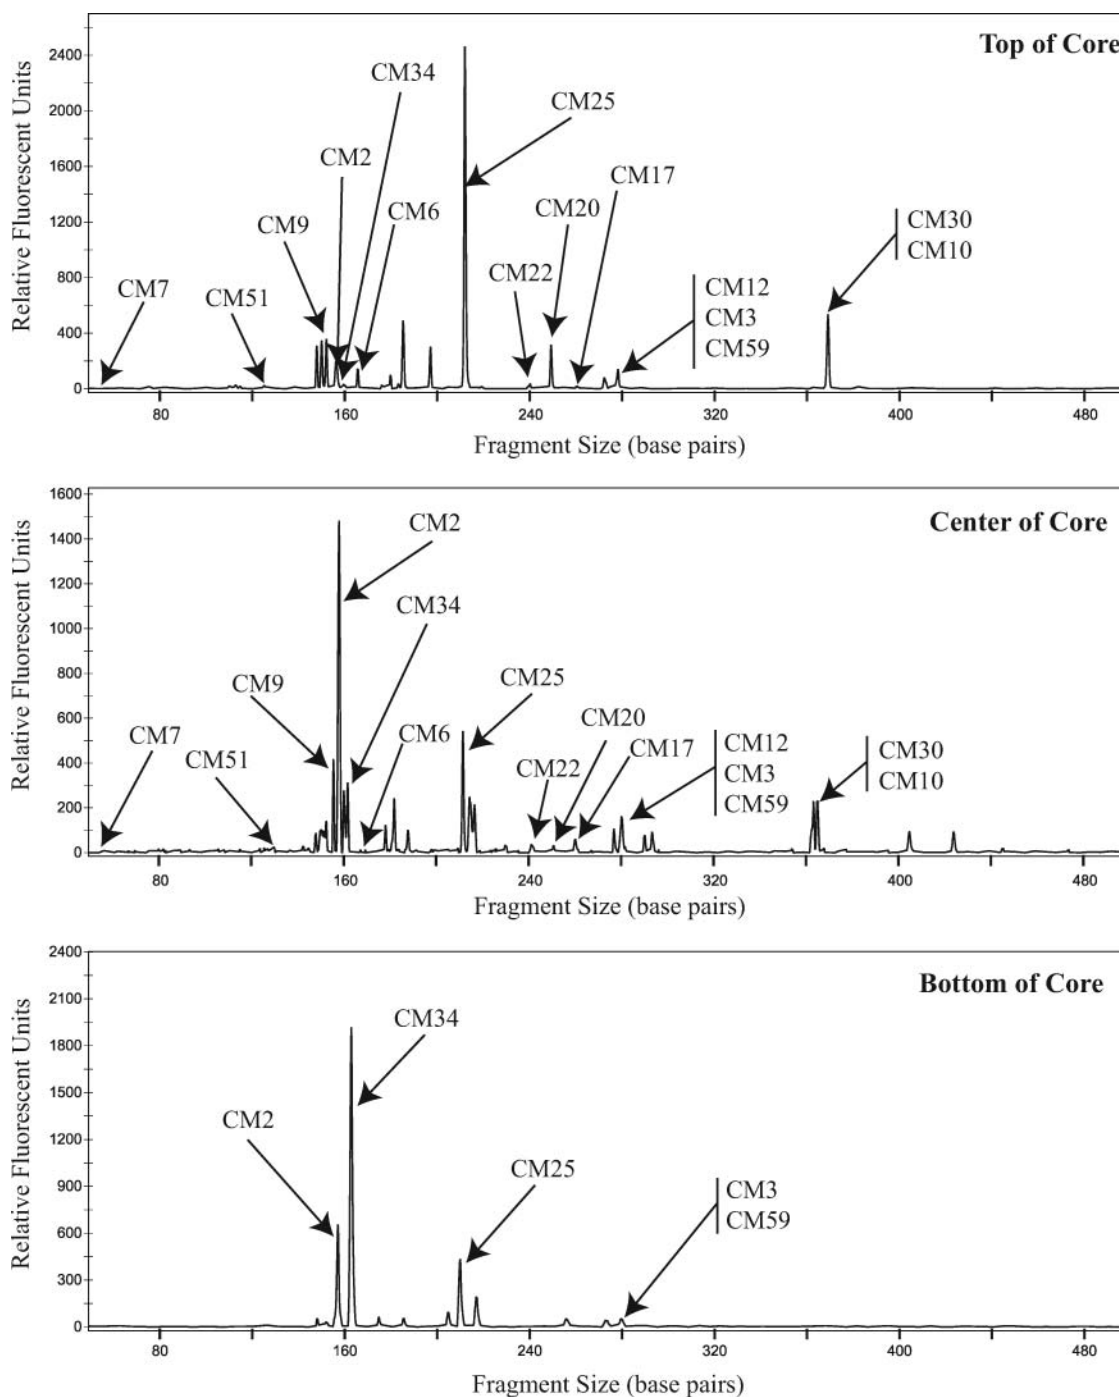 Top of Core
Relative Fluorescent Units
2400
2000
1600
1200
800
400
0
CM7
CM51
CM9
CM2
CM34
CM6
CM25
CM22
CM20
CM17
CM12
CM3
CM59
CM30
CM10
80 160 240 320 400 480
Fragment Size (base pairs)
Center of Core
Relative Fluorescent Units
1600
1400
1200
1000
800
600
400
200
0
CM7
CM51
CM9
CM2
CM34
CM6
CM25
CM22
CM20
CM17
CM12
CM3
CM59
CM30
CM10
80 160 240 320 400 480
Fragment Size (base pairs)
Bottom of Core
Relative Fluorescent Units
2400
2100
1800
1500
1200
900
600
300
0
CM2
CM34
CM25
CM3
CM59
80 160 240 320 400 480
Fragment Size (base pairs)